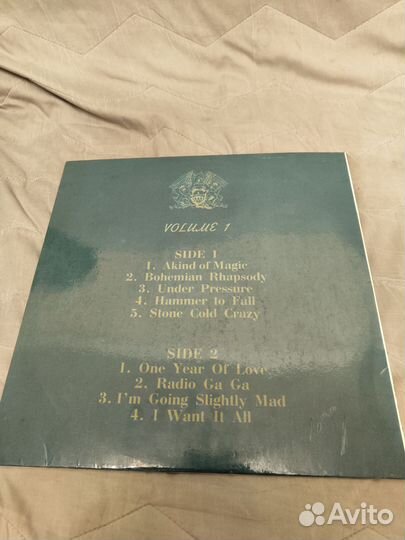 VOLUME 1
SIDE 1
1. Akind of Magic
2. Bohemian Rhapsody
3. Under Pressure
4. Hammer to Fall
5. Stone Cold Crazy
SIDE 2
1. One Year Of Love
2. Radio Ga Ga
3. I'm Going Slightly Mad
4. I Want It All
Avito